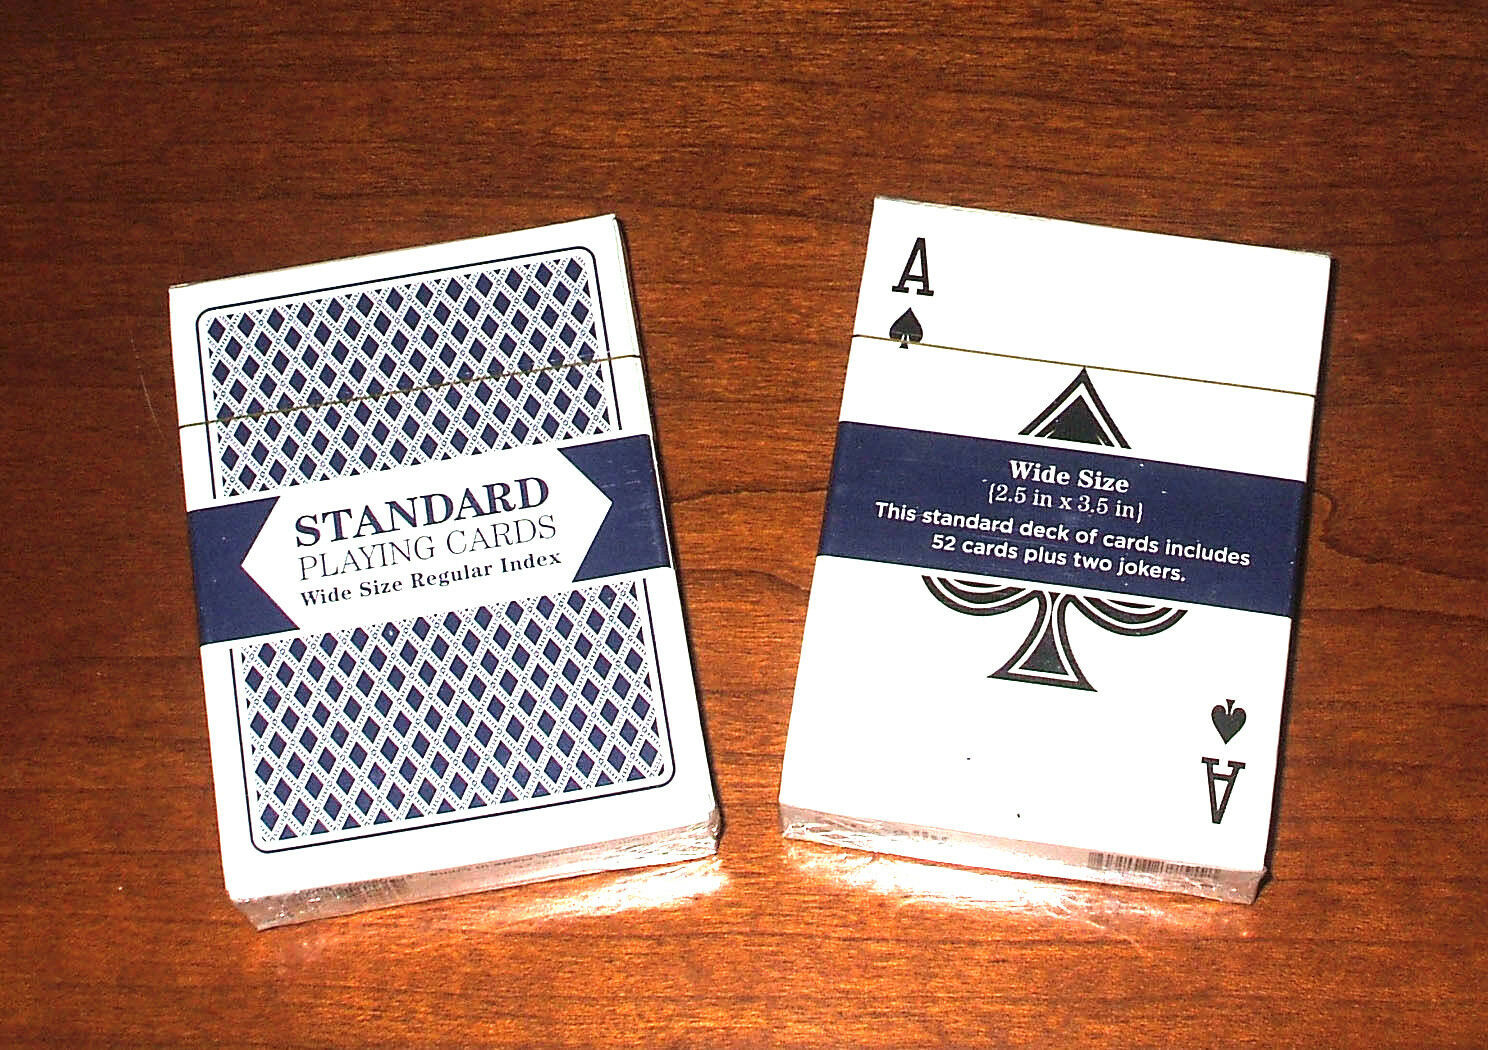 STANDARD
PLAYING CARDS
Wide Size Regular Index
A
Wide Size
{2.5 in x 3.5 in}
This standard deck of cards includes
52 cards plus two jokers.
A